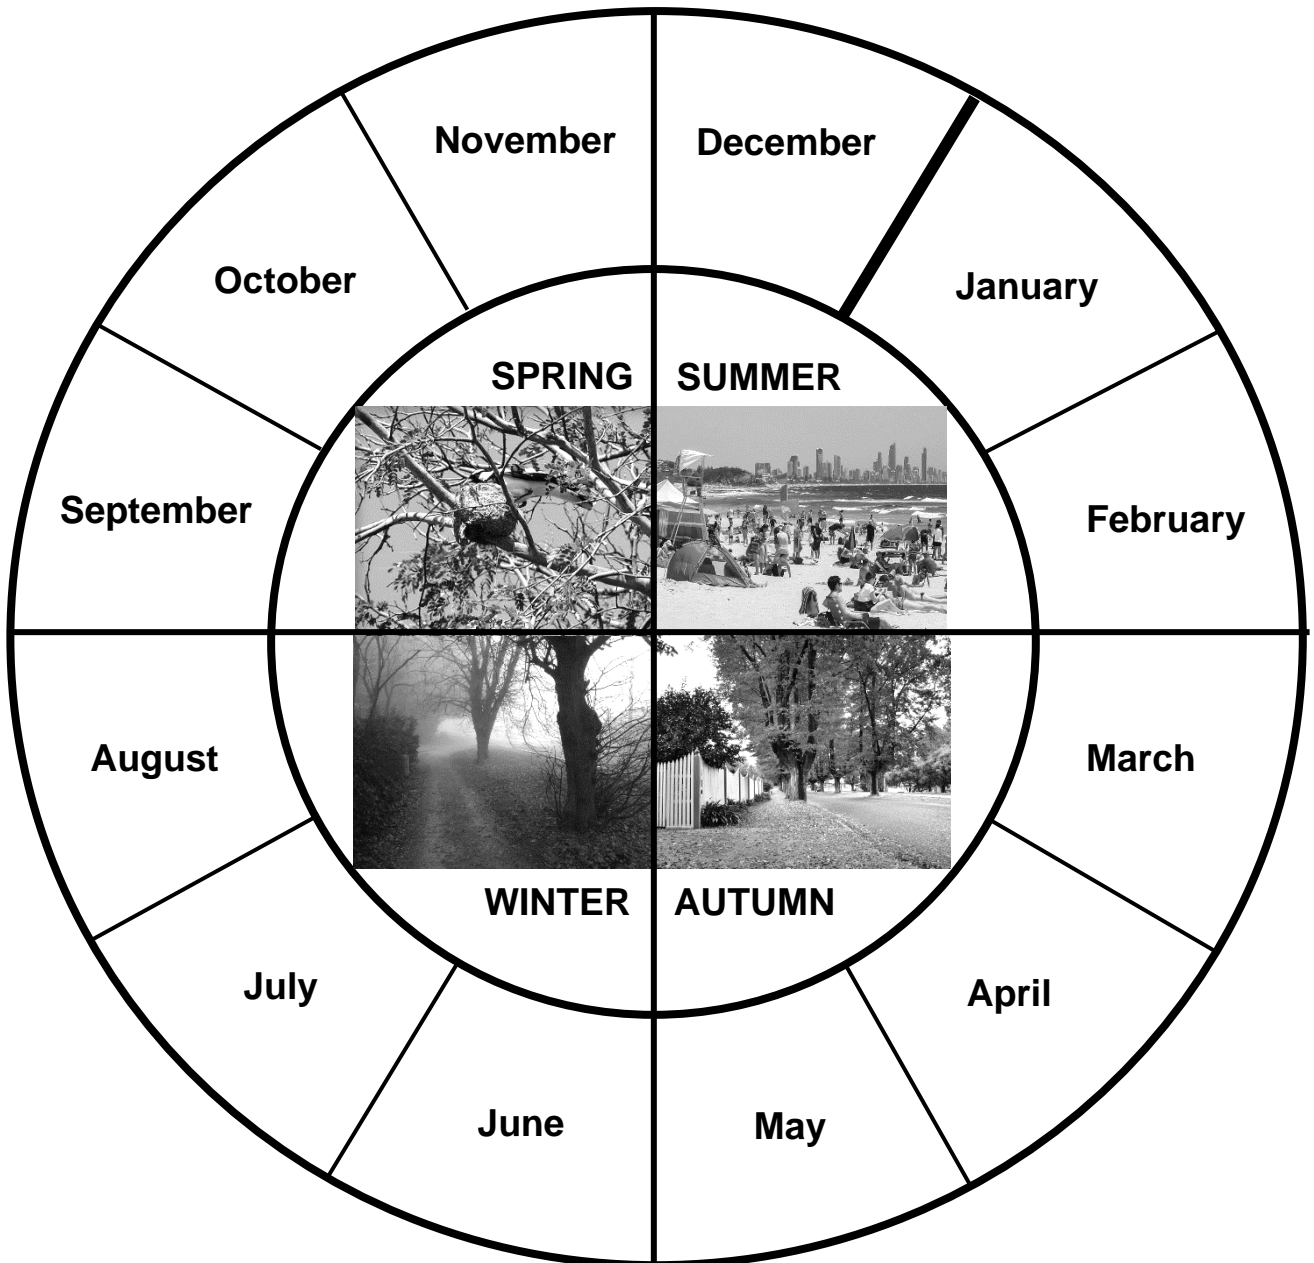 November
December
October
January
SPRING
SUMMER
September
February
August
March
WINTER
AUTUMN
July
April
June
May